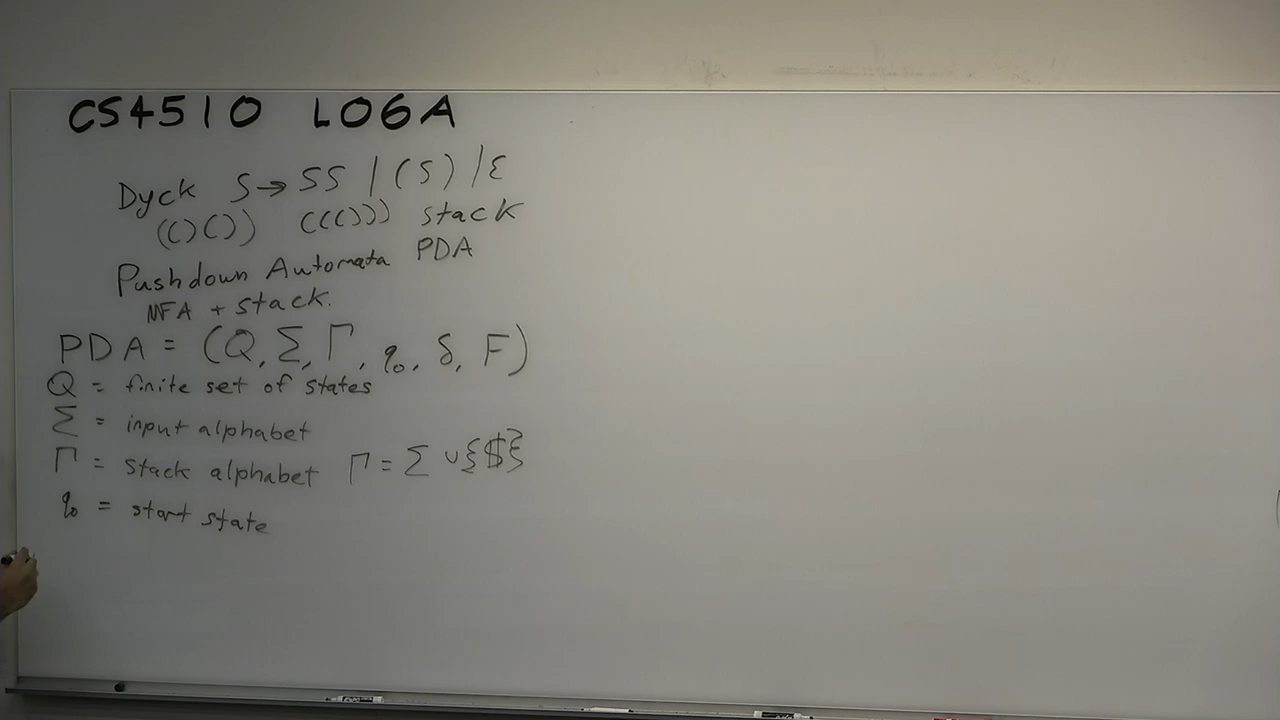 CS4510 L06A
Dyck S → SS | (S) | ε
(()()) ((())) stack
Pushdown Automata PDA
NFA + stack.
PDA = (Q, Σ, Γ, q₀, δ, F)
Q = finite set of states
Σ = input alphabet
Γ = stack alphabet Γ = Σ ∪ {$}
q₀ = start state